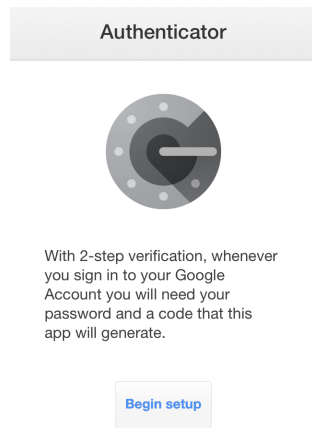 Authenticator
With 2-step verification, whenever
you sign in to your Google
Account you will need your
password and a code that this
app will generate.
Begin setup